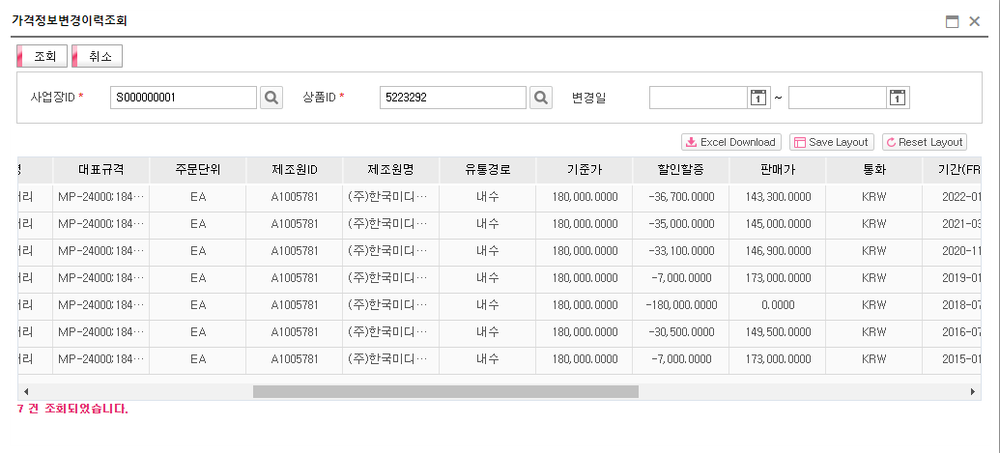 가격정보변경이력조회
조회 취소
사업장ID * S000000001 상품ID * 5223292 변경일 ~
Excel Download Save Layout Reset Layout
대표규격 주문단위 제조원ID 제조원명 유통경로 기준가 할인할증 판매가 통화 기간(FR
MP-24000;184··· EA A1005781 (주)한국미디··· 내수 180,000.0000 -36,700.0000 143,300.0000 KRW 2022-01
MP-24000;184··· EA A1005781 (주)한국미디··· 내수 180,000.0000 -35,000.0000 145,000.0000 KRW 2021-03
MP-24000;184··· EA A1005781 (주)한국미디··· 내수 180,000.0000 -33,100.0000 146,900.0000 KRW 2020-11
MP-24000;184··· EA A1005781 (주)한국미디··· 내수 180,000.0000 -7,000.0000 173,000.0000 KRW 2019-01
MP-24000;184··· EA A1005781 (주)한국미디··· 내수 180,000.0000 -180,000.0000 0.0000 KRW 2018-07
MP-24000;184··· EA A1005781 (주)한국미디··· 내수 180,000.0000 -30,500.0000 149,500.0000 KRW 2016-07
MP-24000;184··· EA A1005781 (주)한국미디··· 내수 180,000.0000 -7,000.0000 173,000.0000 KRW 2015-01
7 건 조회되었습니다.